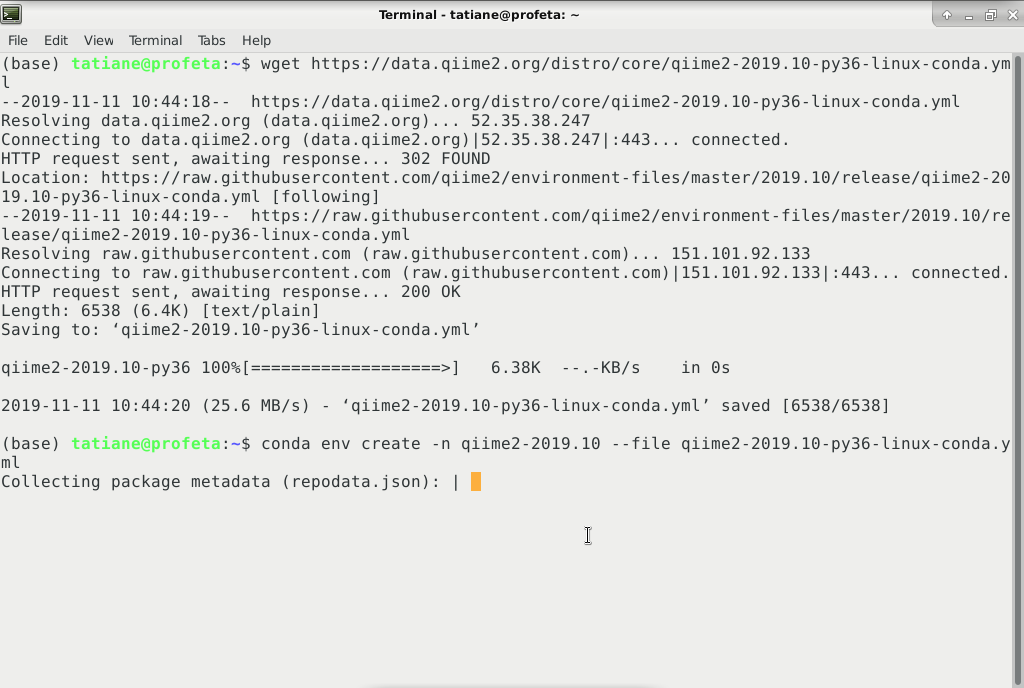 Terminal - tatiane@profeta: ~
File Edit View Terminal Tabs Help
(base) tatiane@profeta:~$ wget https://data.qiime2.org/distro/core/qiime2-2019.10-py36-linux-conda.ym
l
--2019-11-11 10:44:18--  https://data.qiime2.org/distro/core/qiime2-2019.10-py36-linux-conda.yml
Resolving data.qiime2.org (data.qiime2.org)... 52.35.38.247
Connecting to data.qiime2.org (data.qiime2.org)|52.35.38.247|:443... connected.
HTTP request sent, awaiting response... 302 FOUND
Location: https://raw.githubusercontent.com/qiime2/environment-files/master/2019.10/release/qiime2-20
19.10-py36-linux-conda.yml [following]
--2019-11-11 10:44:19--  https://raw.githubusercontent.com/qiime2/environment-files/master/2019.10/re
lease/qiime2-2019.10-py36-linux-conda.yml
Resolving raw.githubusercontent.com (raw.githubusercontent.com)... 151.101.92.133
Connecting to raw.githubusercontent.com (raw.githubusercontent.com)|151.101.92.133|:443... connected.
HTTP request sent, awaiting response... 200 OK
Length: 6538 (6.4K) [text/plain]
Saving to: ‘qiime2-2019.10-py36-linux-conda.yml’
qiime2-2019.10-py36 100%[===================>]   6.38K  --.-KB/s    in 0s
2019-11-11 10:44:20 (25.6 MB/s) - ‘qiime2-2019.10-py36-linux-conda.yml’ saved [6538/6538]
(base) tatiane@profeta:~$ conda env create -n qiime2-2019.10 --file qiime2-2019.10-py36-linux-conda.y
ml
Collecting package metadata (repodata.json): |